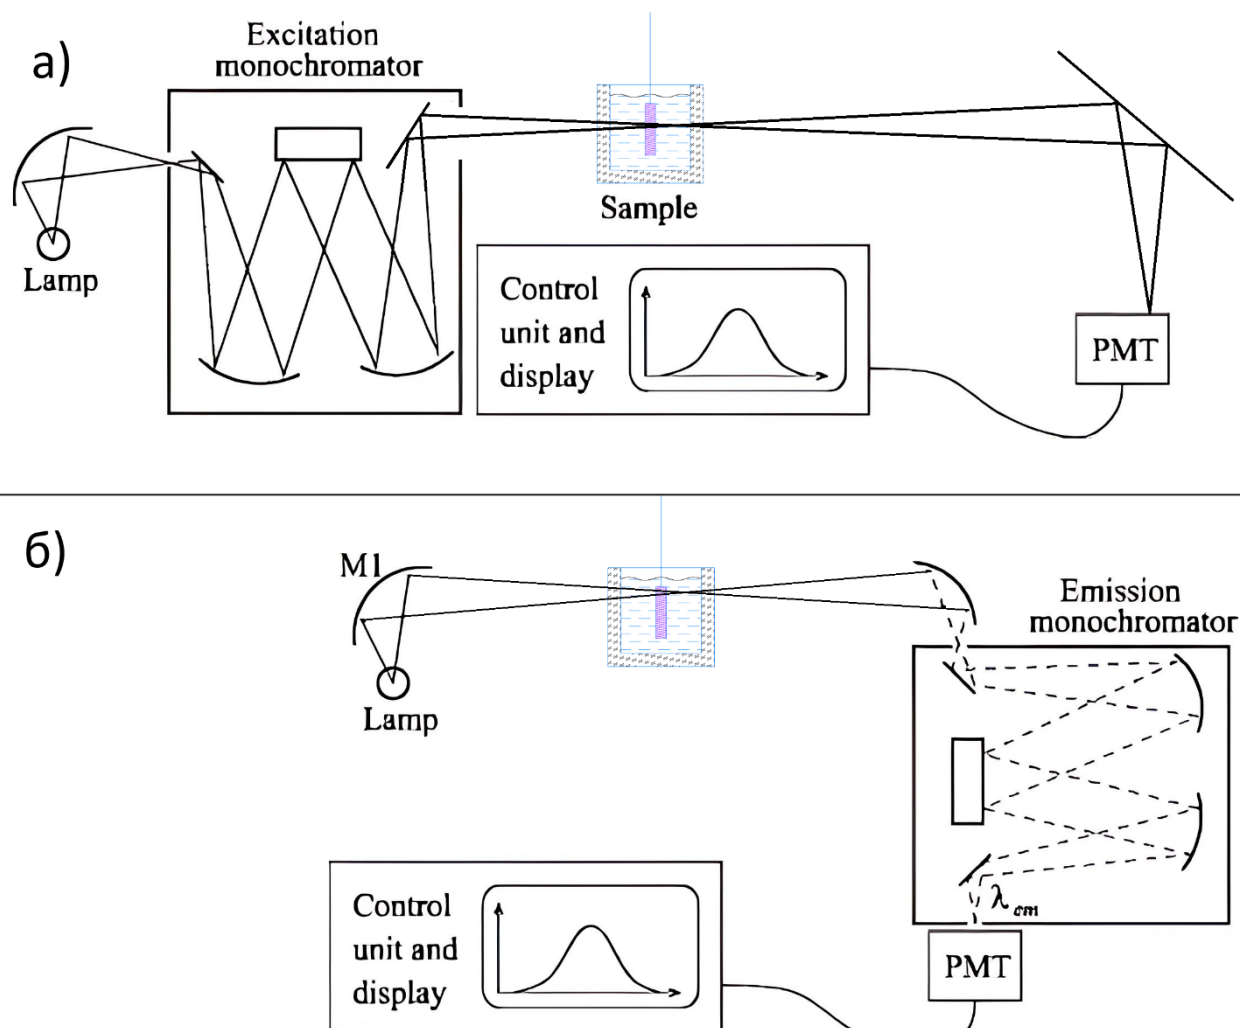 а)
Excitation
monochromator
Lamp
Sample
Control
unit and
display
PMT
б)
M1
Lamp
Emission
monochromator
λem
Control
unit and
display
PMT